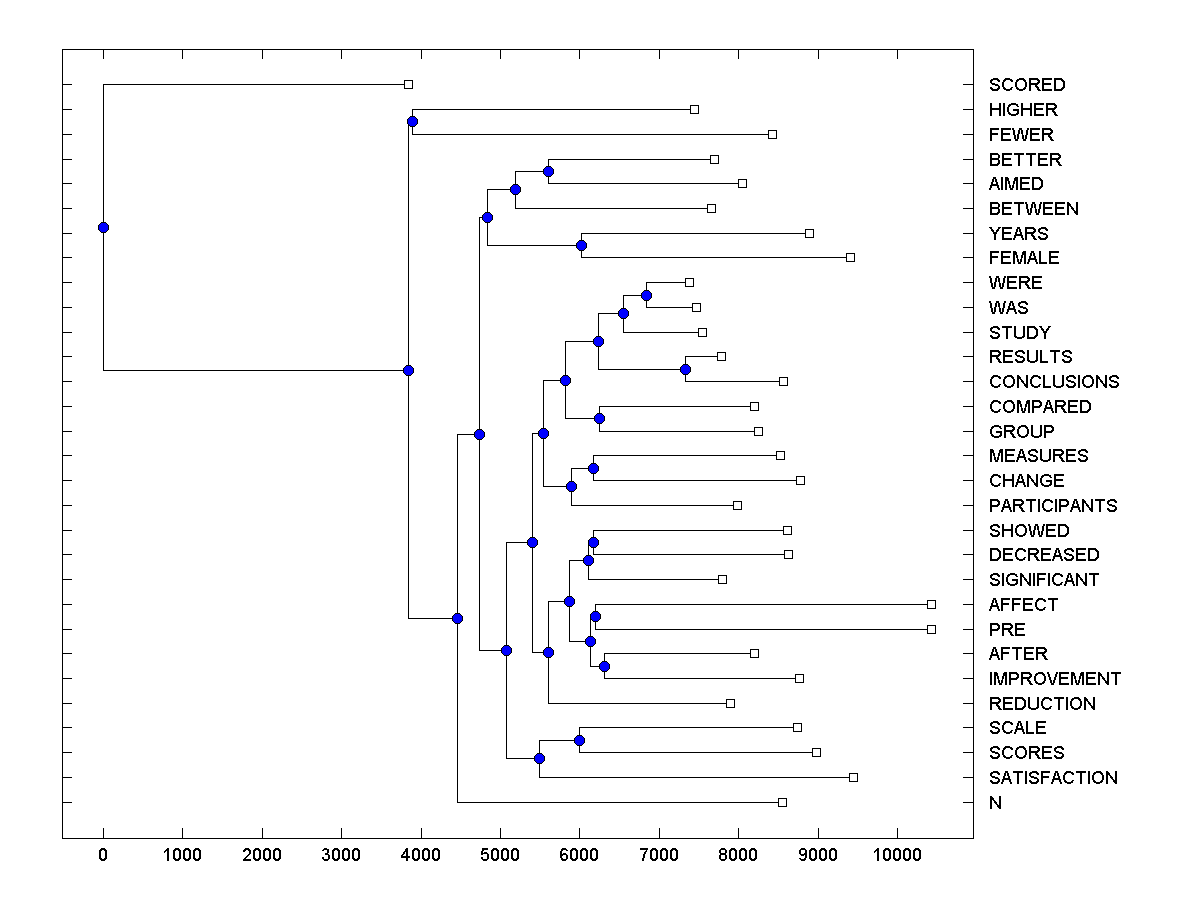 SCORED
HIGHER
FEWER
BETTER
AIMED
BETWEEN
YEARS
FEMALE
WERE
WAS
STUDY
RESULTS
CONCLUSIONS
COMPARED
GROUP
MEASURES
CHANGE
PARTICIPANTS
SHOWED
DECREASED
SIGNIFICANT
AFFECT
PRE
AFTER
IMPROVEMENT
REDUCTION
SCALE
SCORES
SATISFACTION
N
0 1000 2000 3000 4000 5000 6000 7000 8000 9000 10000